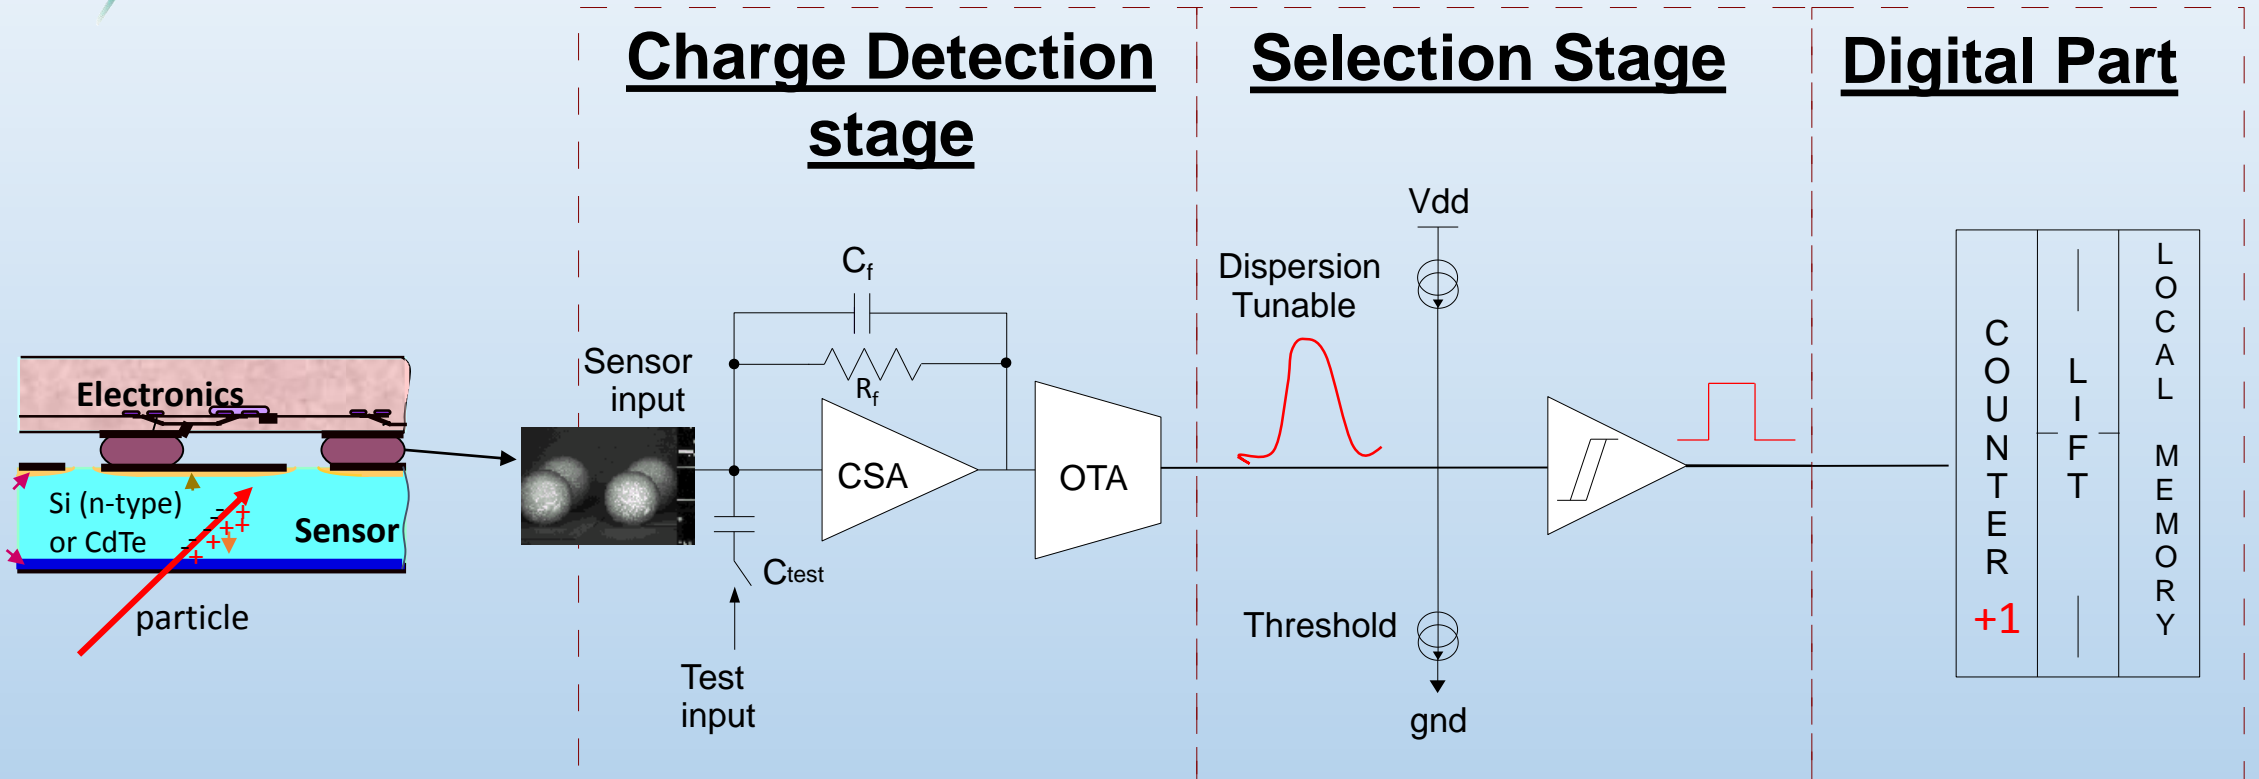 Charge Detection
stage
Selection Stage
Digital Part
Electronics
Si (n-type)
or CdTe
Sensor
particle
Sensor
input
Cf
Rf
CSA
OTA
Ctest
Test
input
Dispersion
Tunable
Vdd
Threshold
gnd
COUNTER
+1
LIFT
LOCAL MEMORY